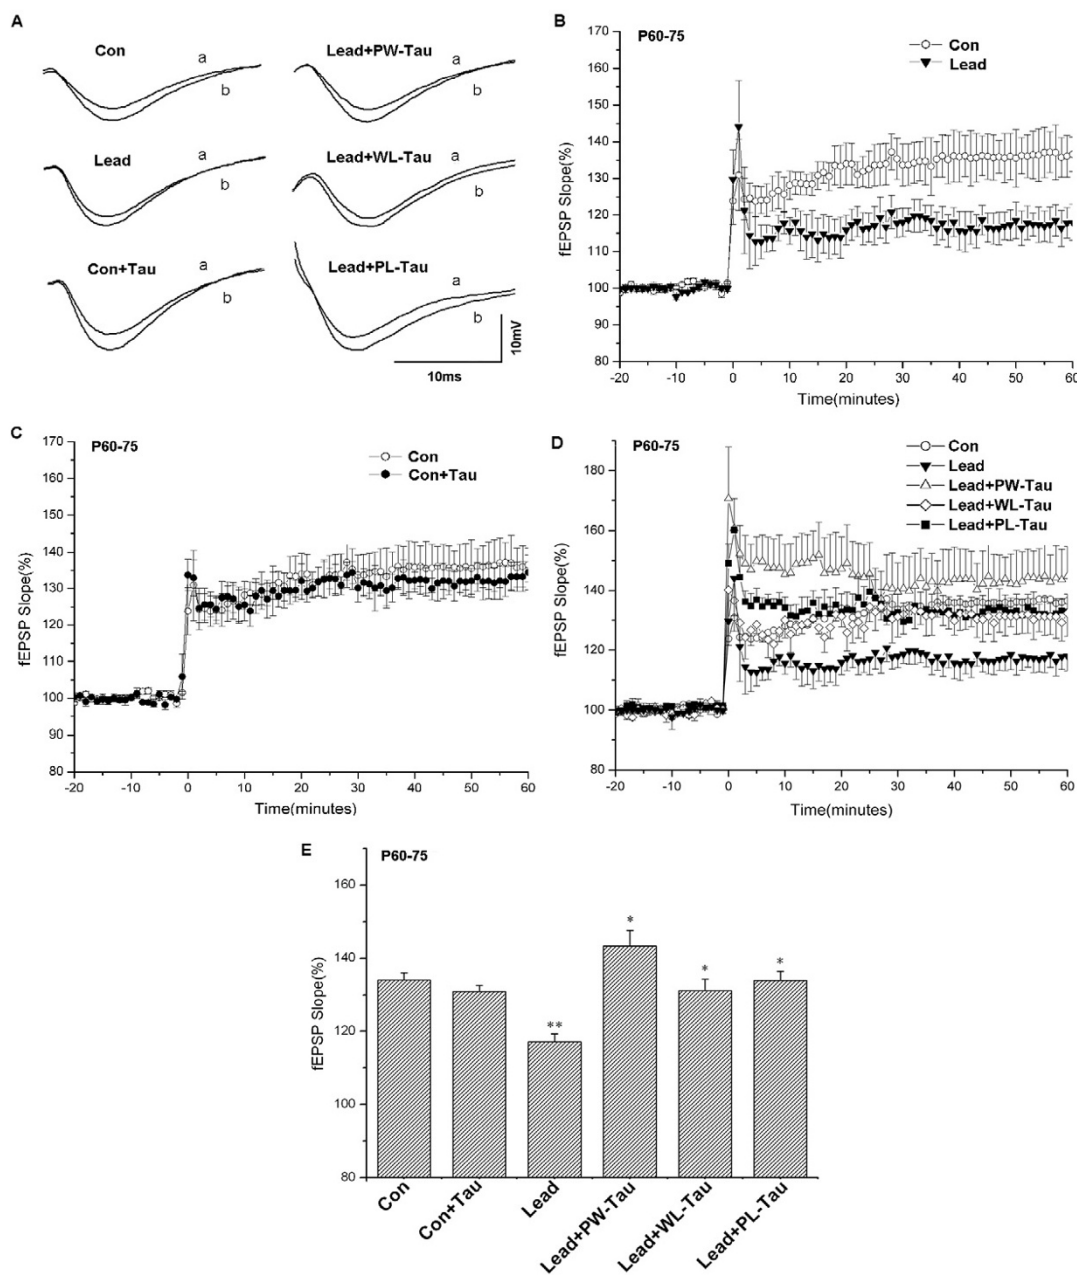 A
Con
a
b
Lead+PW-Tau
a
b
Lead
a
b
Lead+WL-Tau
a
b
Con+Tau
a
b
Lead+PL-Tau
a
b
10mV
10ms
B
P60-75
Con
Lead
fEPSP Slope(%)
170
160
150
140
130
120
110
100
90
80
-20 -10 0 10 20 30 40 50 60
Time(minutes)
C
P60-75
Con
Con+Tau
fEPSP Slope(%)
170
160
150
140
130
120
110
100
90
80
-20 -10 0 10 20 30 40 50 60
Time(minutes)
D
P60-75
Con
Lead
Lead+PW-Tau
Lead+WL-Tau
Lead+PL-Tau
fEPSP Slope(%)
180
160
140
120
100
80
-20 -10 0 10 20 30 40 50 60
Time(minutes)
E
P60-75
fEPSP Slope(%)
160
140
120
100
80
**
*
*
*
Con
Con+Tau
Lead
Lead+PW-Tau
Lead+WL-Tau
Lead+PL-Tau